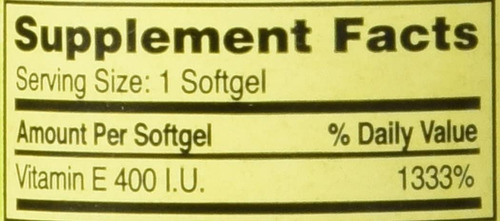 Supplement Facts
Serving Size: 1 Softgel
Amount Per Softgel % Daily Value
Vitamin E 400 I.U. 1333%